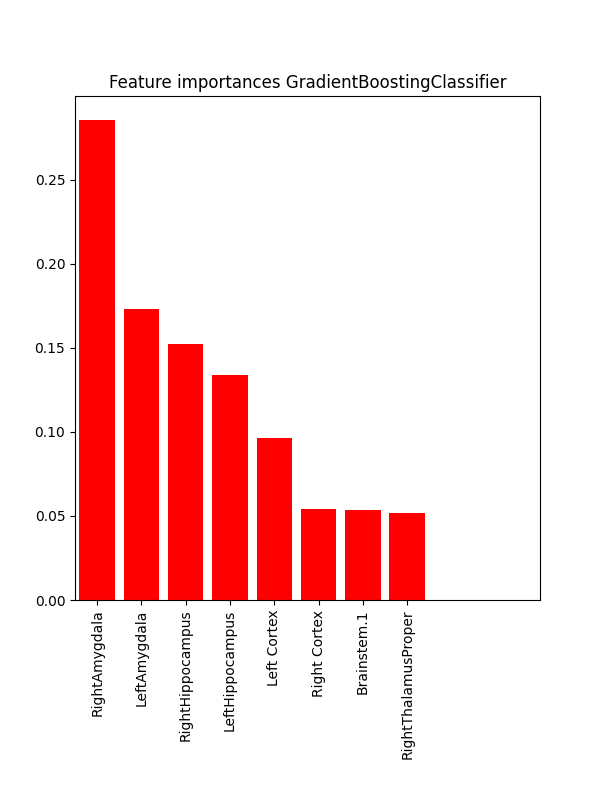 Feature importances GradientBoostingClassifier
0.25
0.20
0.15
0.10
0.05
0.00
RightAmygdala
LeftAmygdala
RightHippocampus
LeftHippocampus
Left Cortex
Right Cortex
Brainstem.1
RightThalamusProper